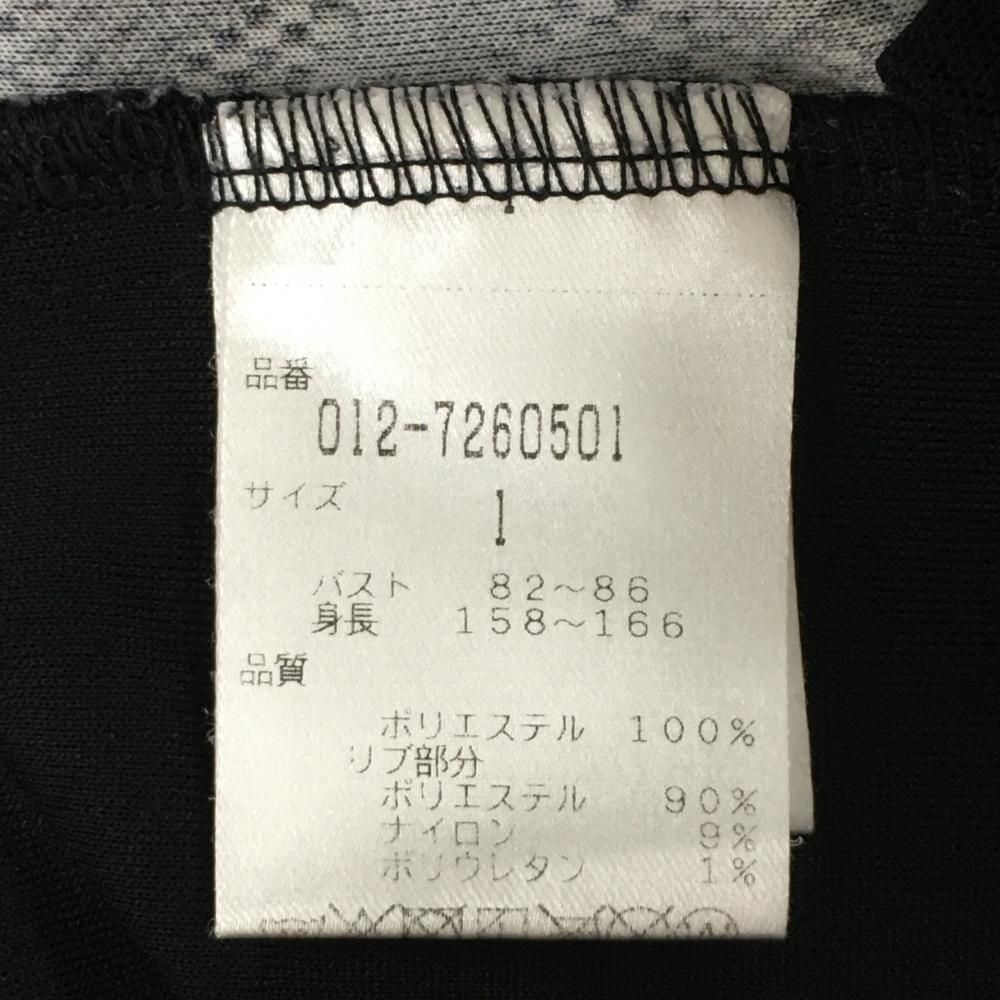 品番
012-7260501
サイズ 1
バスト 82～86
身長 158～166
品質
ポリエステル 100%
リブ部分
ポリエステル 90%
ナイロン 9%
ポリウレタン 1%